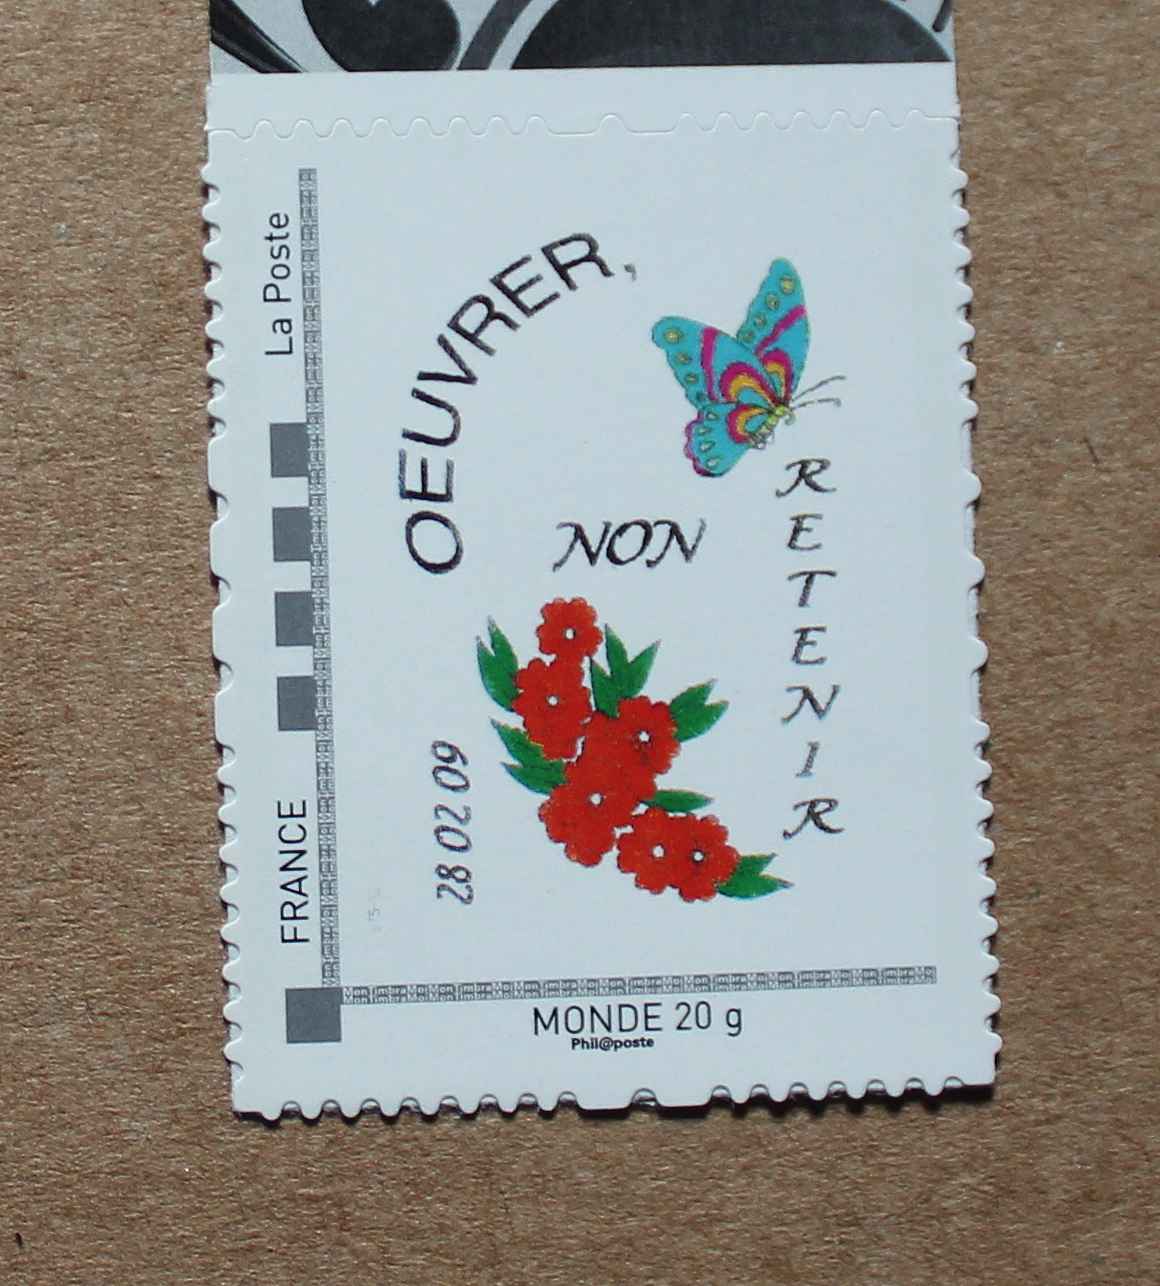 La Poste
FRANCE
OEUVRER,
NON
RETENIR
28 02 09
MONDE 20 g
Phil@poste